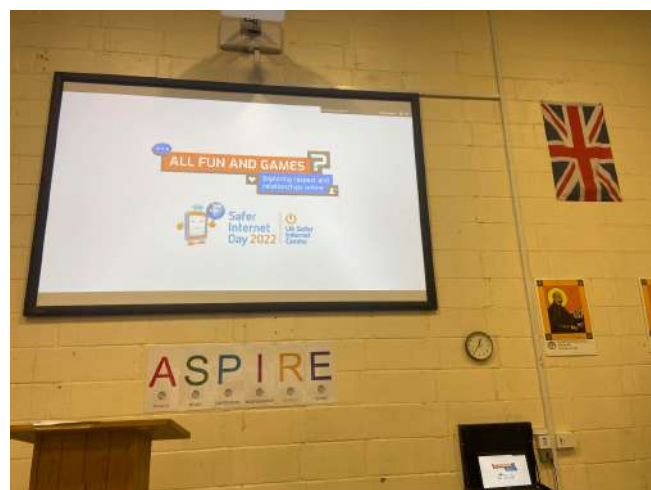 ALL FUN AND GAMES ?
Exploring respect and
relationships online
Safer
Internet
Day 2022
UK Safer
Internet
Centre
ASPIRE